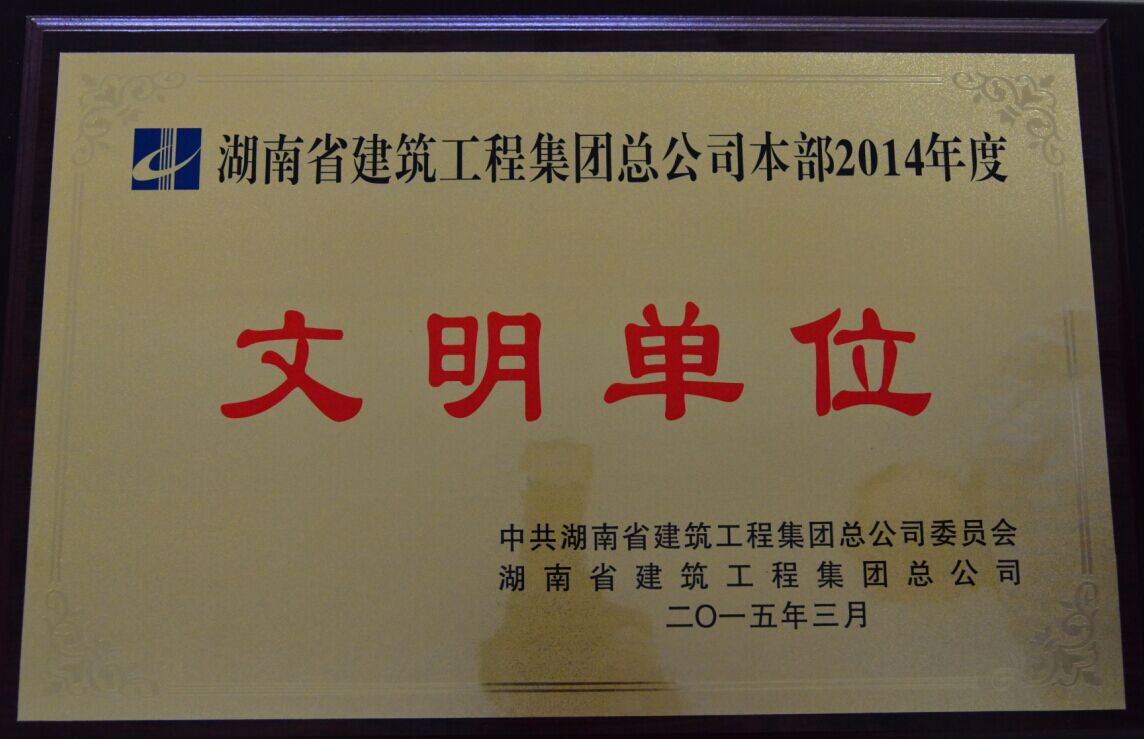 湖南省建筑工程集团总公司本部2014年度
文明单位
中共湖南省建筑工程集团总公司委员会
湖南省建筑工程集团总公司
二〇一五年三月